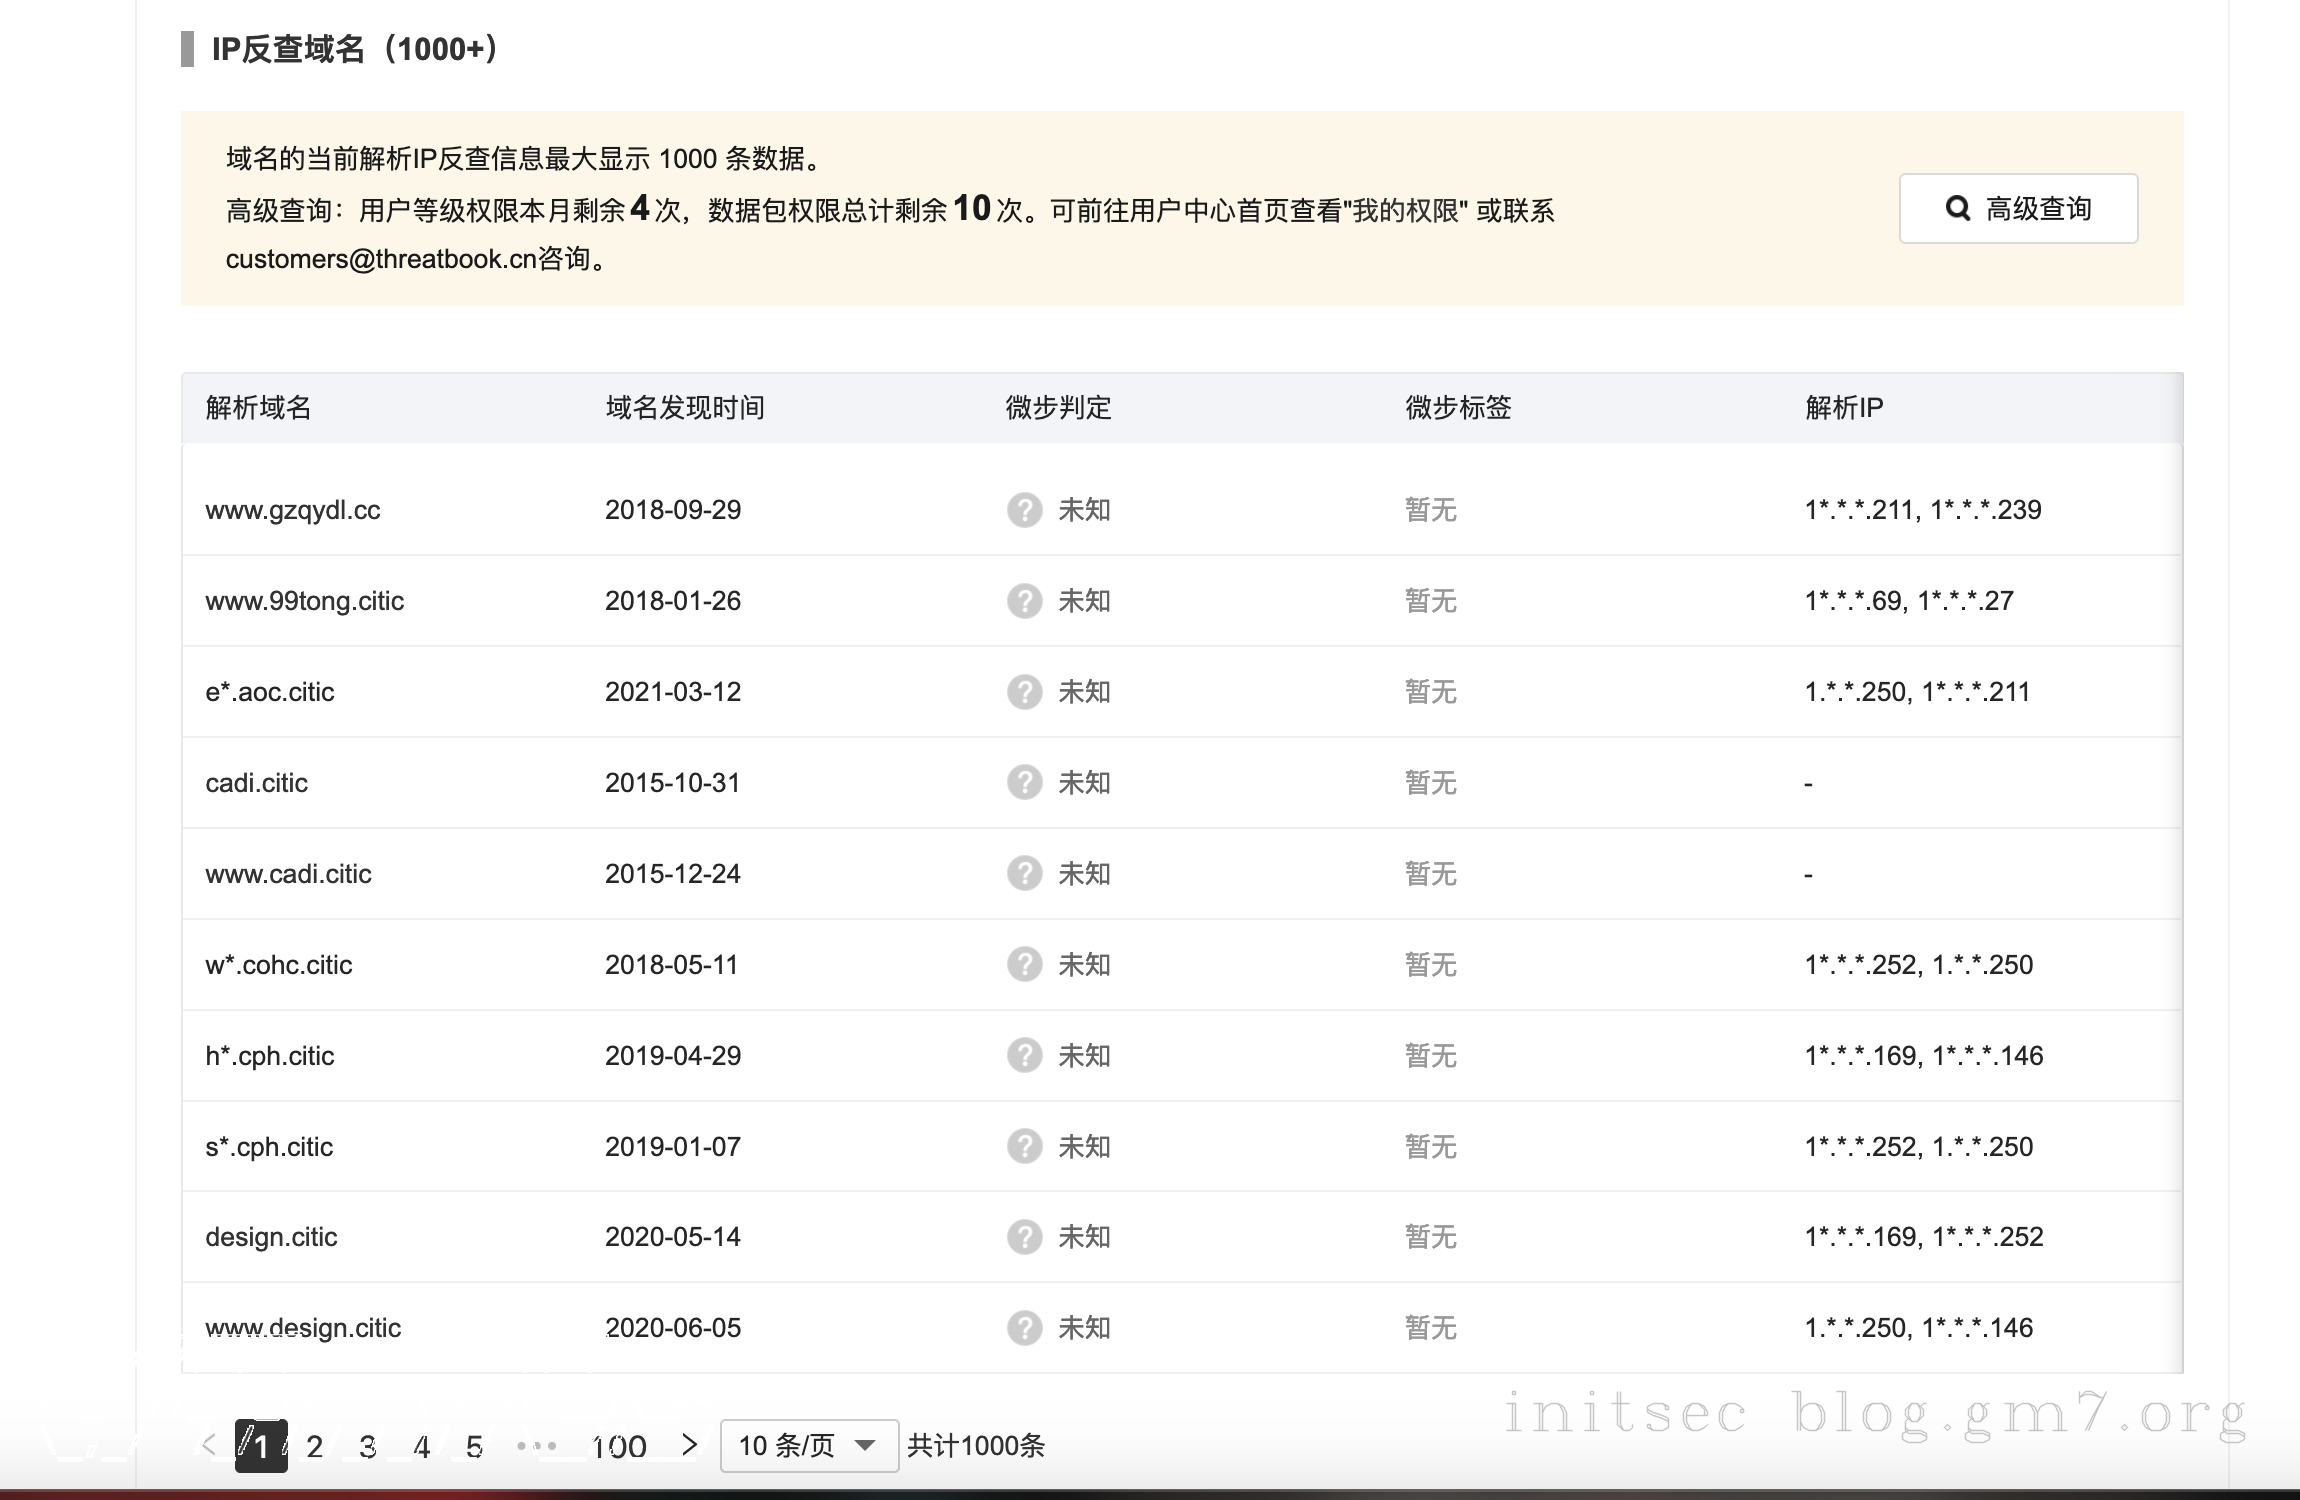 IP反查域名（1000+）
域名的当前解析IP反查信息最大显示 1000 条数据。
高级查询：用户等级权限本月剩余 4 次，数据包权限总计剩余 10 次。可前往用户中心首页查看"我的权限" 或联系
customers@threatbook.cn咨询。
高级查询
解析域名 域名发现时间 微步判定 微步标签 解析IP
www.gzqydl.cc 2018-09-29 未知 暂无 1*.*.*.211, 1*.*.*.239
www.99tong.citic 2018-01-26 未知 暂无 1*.*.*.69, 1*.*.*.27
e*.aoc.citic 2021-03-12 未知 暂无 1.*.*.250, 1*.*.*.211
cadi.citic 2015-10-31 未知 暂无 -
www.cadi.citic 2015-12-24 未知 暂无 -
w*.cohc.citic 2018-05-11 未知 暂无 1*.*.*.252, 1.*.*.250
h*.cph.citic 2019-04-29 未知 暂无 1*.*.*.169, 1*.*.*.146
s*.cph.citic 2019-01-07 未知 暂无 1*.*.*.252, 1.*.*.250
design.citic 2020-05-14 未知 暂无 1*.*.*.169, 1*.*.*.252
www.design.citic 2020-06-05 未知 暂无 1.*.*.250, 1*.*.*.146
initsec blog.gm7.org
< 1 2 3 4 5 ••• 100 > 10 条/页 共计1000条